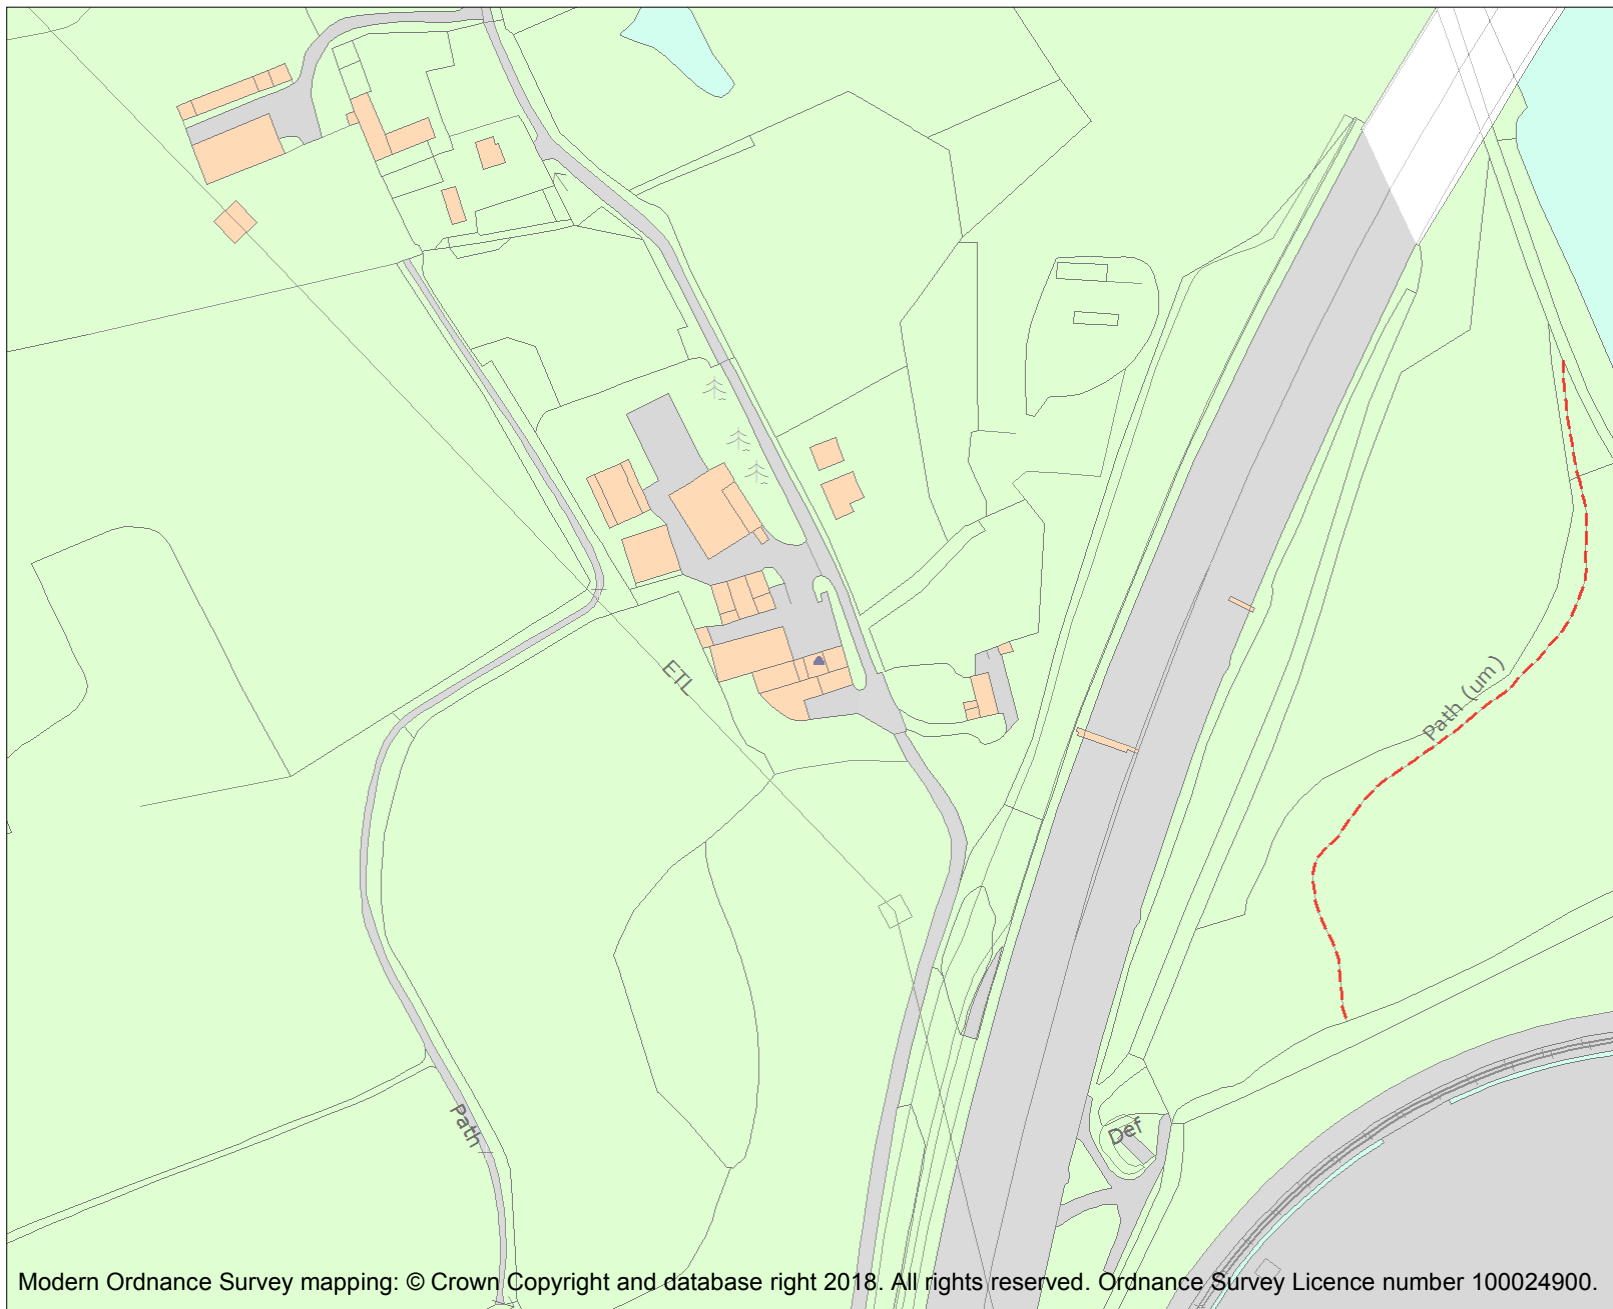 ETL
Path (um)
Path
Def
Modern Ordnance Survey mapping: © Crown Copyright and database right 2018. All rights reserved. Ordnance Survey Licence number 100024900.